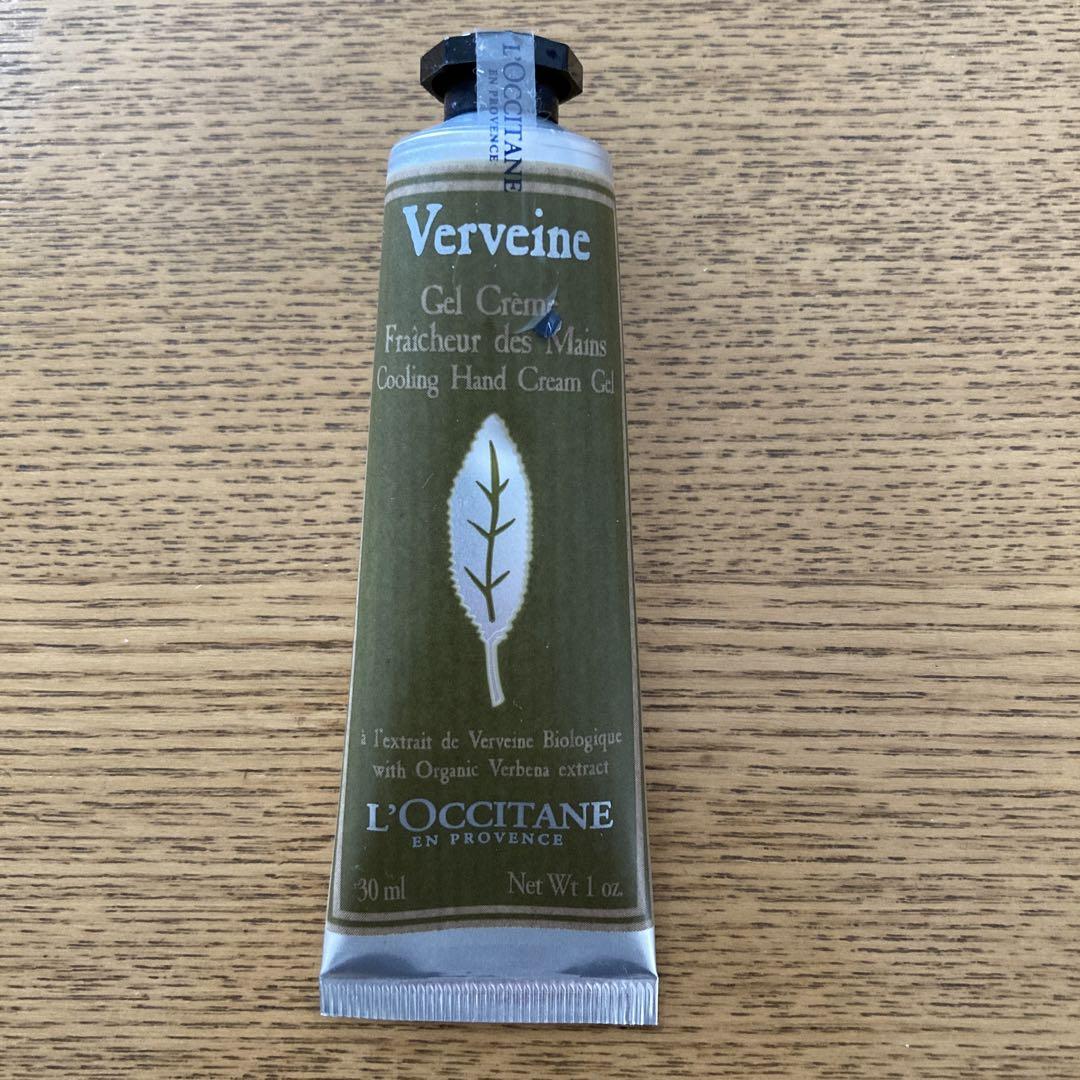 L'OCCITANE
EN PROVENCE
Verveine
Gel Crème
Fraîcheur des Mains
Cooling Hand Cream Gel
à l'extrait de Verveine Biologique
with Organic Verbena extract
L'OCCITANE
EN PROVENCE
30 ml Net Wt 1 oz.